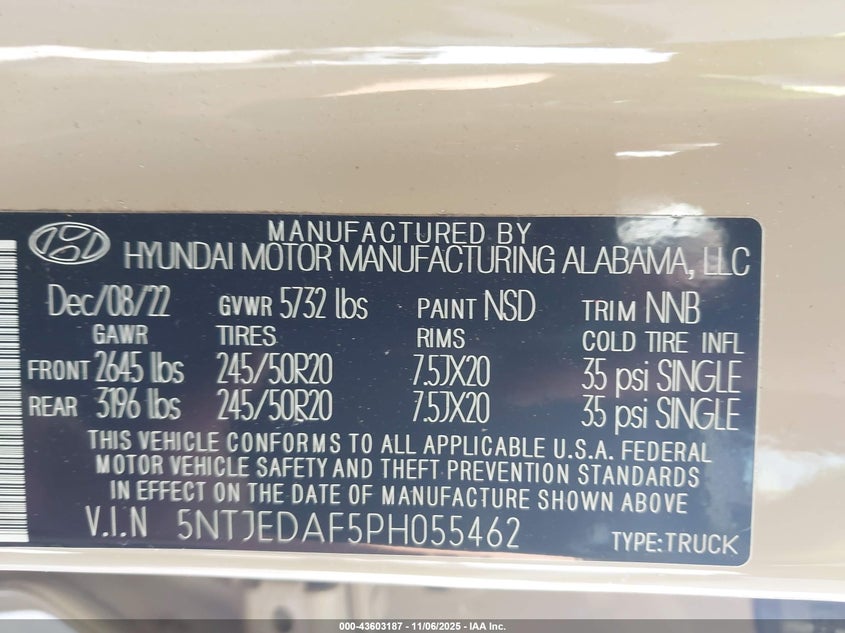 MANUFACTURED BY
HYUNDAI MOTOR MANUFACTURING ALABAMA, LLC
Dec/08/22 GVWR 5732 lbs PAINT NSD TRIM NNB
GAWR TIRES RIMS COLD TIRE INFL
FRONT 2645 lbs 245/50R20 7.5JX20 35 psi SINGLE
REAR 3196 lbs 245/50R20 7.5JX20 35 psi SINGLE
THIS VEHICLE CONFORMS TO ALL APPLICABLE U.S.A. FEDERAL
MOTOR VEHICLE SAFETY AND THEFT PREVENTION STANDARDS
IN EFFECT ON THE DATE OF MANUFACTURE SHOWN ABOVE
V.I.N 5NTJEDAF5PH055462 TYPE:TRUCK
000-43603187 - 11/06/2025 - IAA Inc.